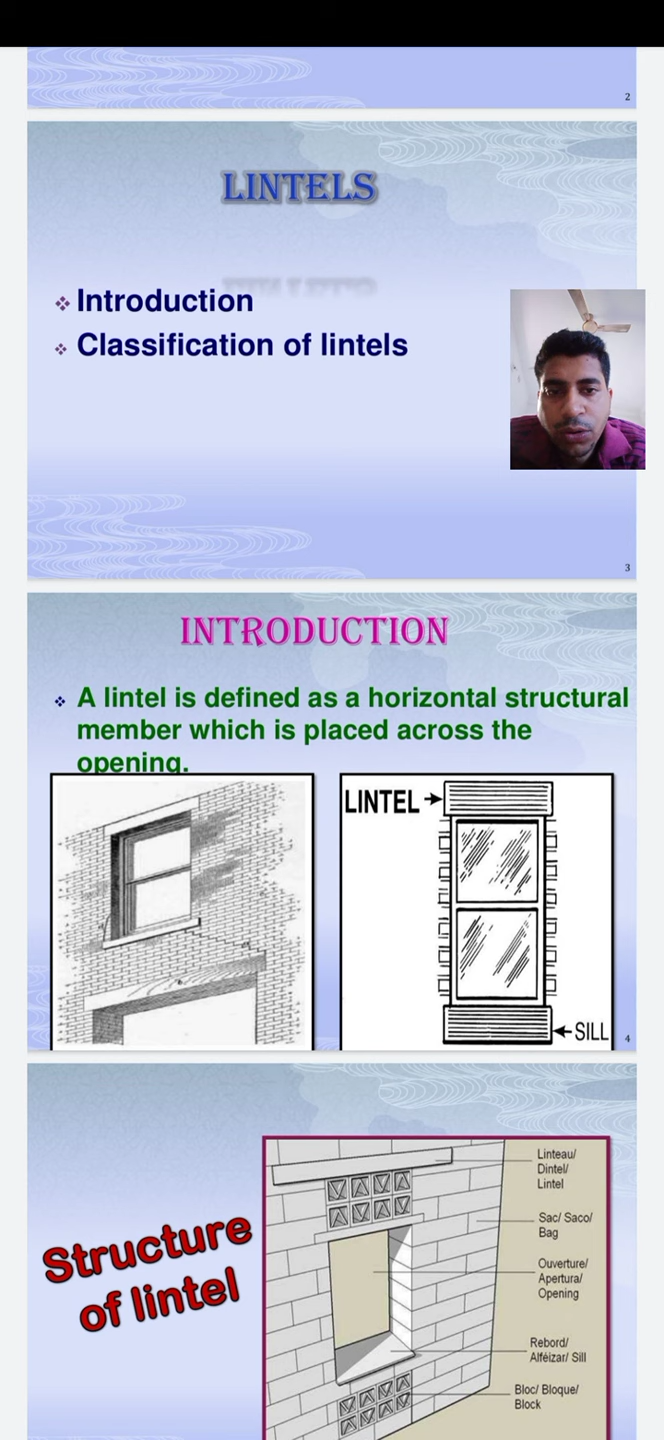 2
LINTELS
Introduction
Classification of lintels
3
INTRODUCTION
A lintel is defined as a horizontal structural
member which is placed across the
opening.
LINTEL
SILL
4
Structure
of lintel
Linteau/
Dintel/
Lintel
Sac/ Saco/
Bag
Ouverture/
Apertura/
Opening
Rebord/
Alféizar/ Sill
Bloc/ Bloque/
Block